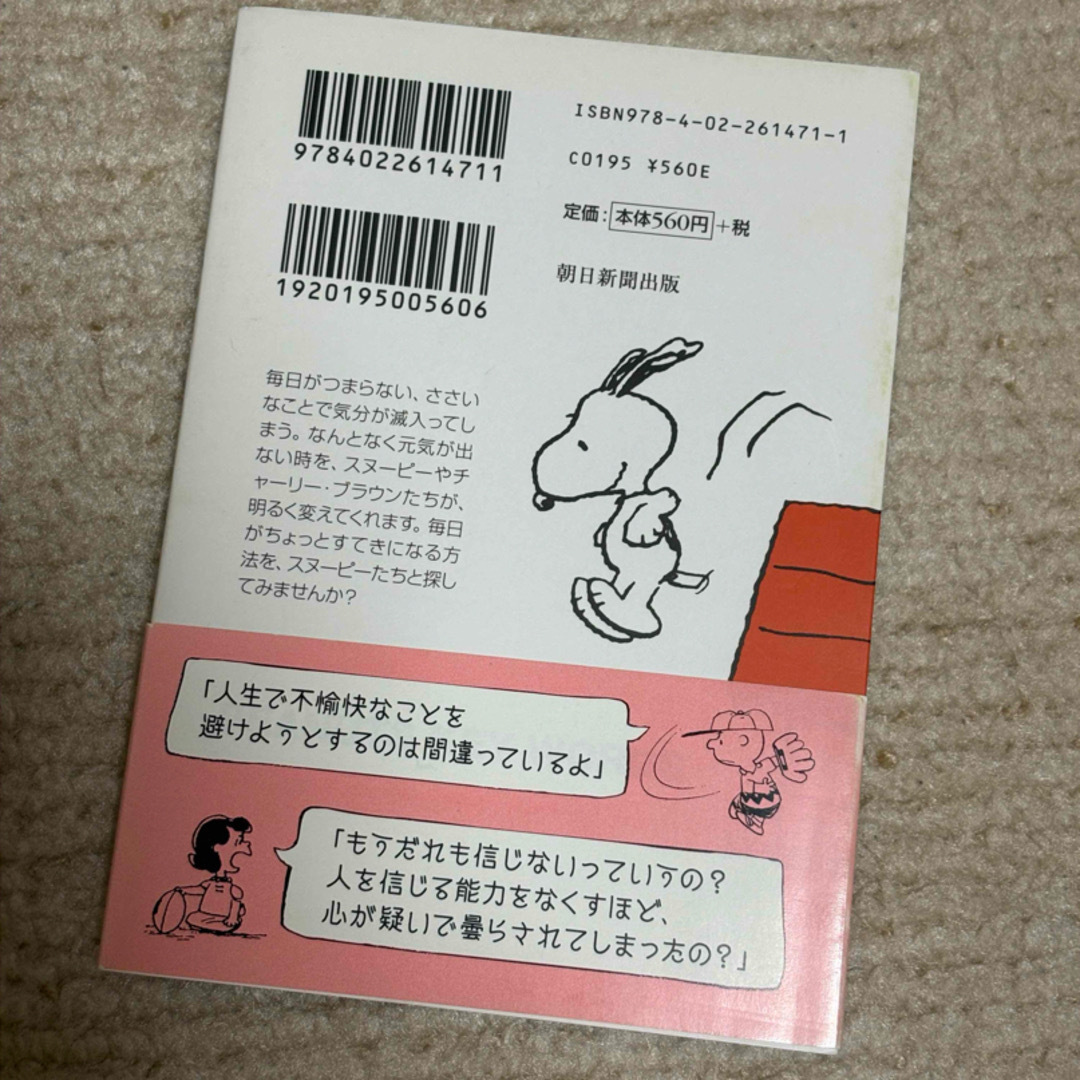 9784022614711
ISBN978-4-02-261471-1
C0195 ¥560E
1920195005606
定価：本体560円＋税
朝日新聞出版
毎日がつまらない、ささい
なことで気分が滅入ってし
まう。なんとなく元気が出
ない時を、スヌーピーやチ
ャーリー・ブラウンたちが、
明るく変えてくれます。毎日
がちょっとすてきになる方
法を、スヌーピーたちと探し
てみませんか？
「人生で不愉快なことを
避けようとするのは間違っているよ」
「もうだれも信じないっていうの？
人を信じる能力をなくすほど、
心が疑いで曇らされてしまったの？」